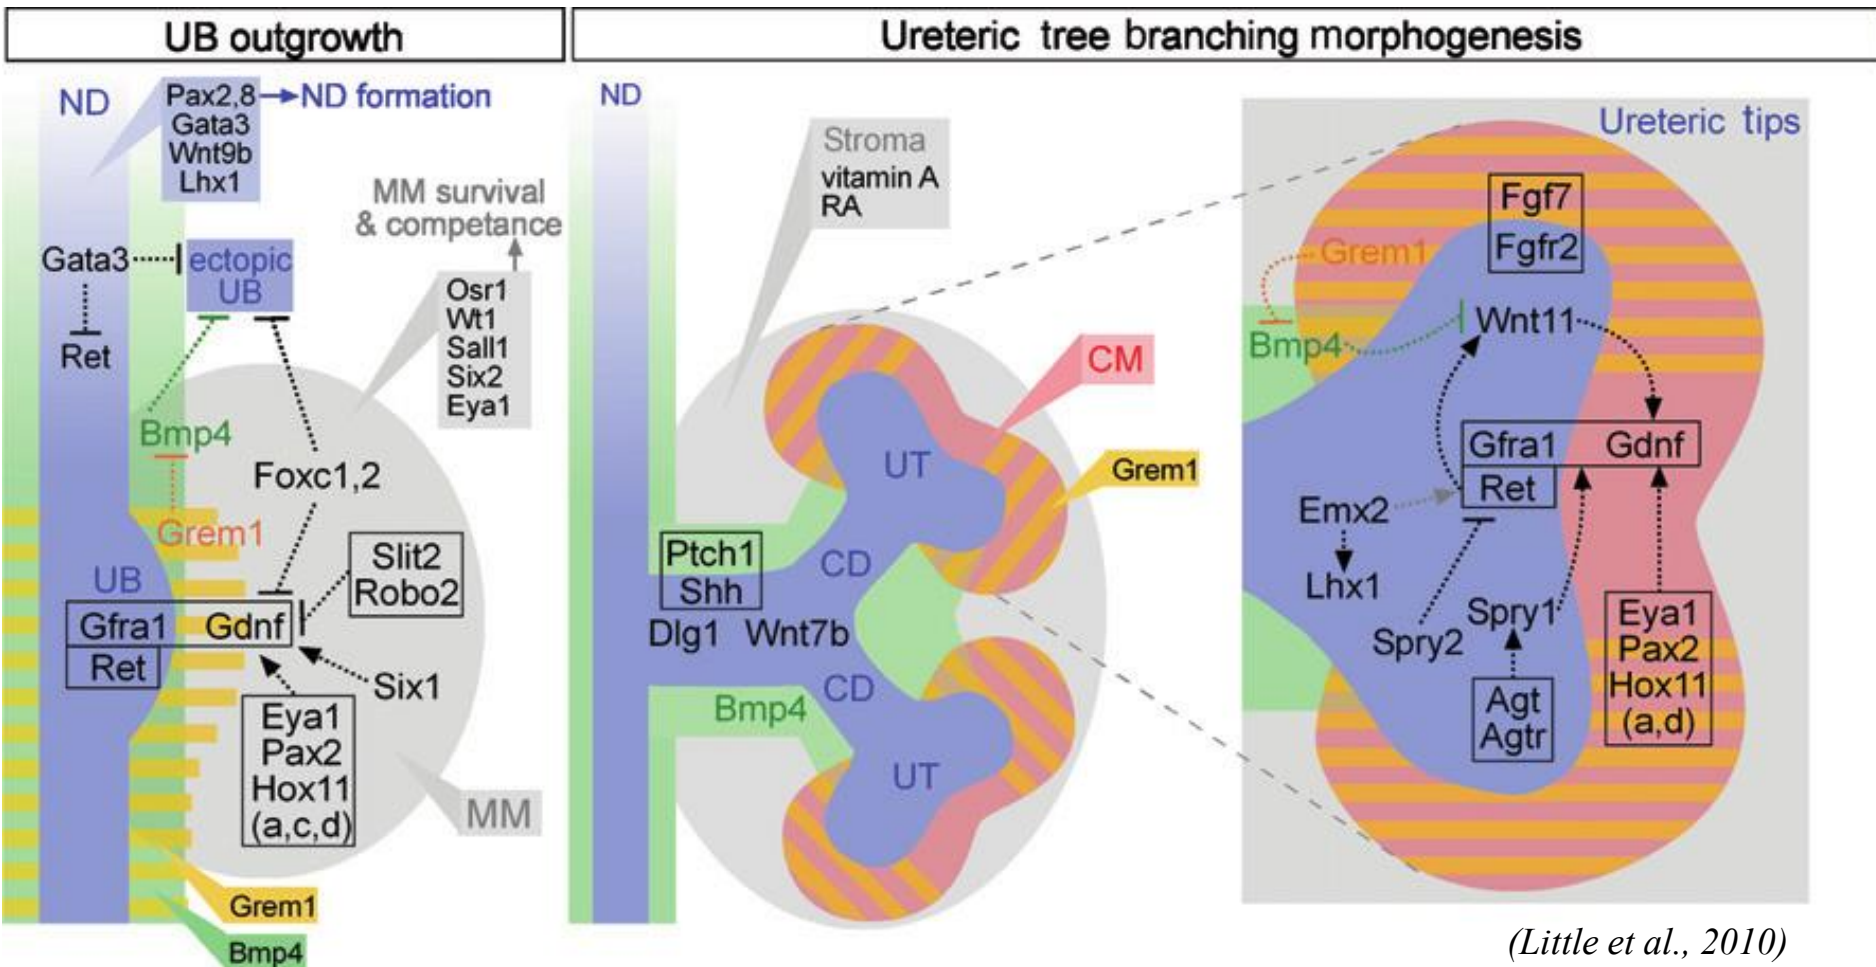 UB outgrowth
ND
Pax2,8
ND formation
Gata3
Wnt9b
Lhx1
MM survival
& competance
Gata3
ectopic
UB
Ret
Osr1
Wt1
Sall1
Six2
Eya1
Bmp4
Foxc1,2
Grem1
Slit2
Robo2
UB
Gfra1
Gdnf
Ret
Six1
Eya1
Pax2
Hox11
(a,c,d)
MM
Grem1
Bmp4
Ureteric tree branching morphogenesis
ND
Stroma
vitamin A
RA
CM
UT
Grem1
Ptch1
Shh
CD
Dlg1
Wnt7b
CD
Bmp4
UT
Ureteric tips
Fgf7
Fgfr2
Grem1
Bmp4
Wnt11
Gfra1
Gdnf
Ret
Emx2
Lhx1
Spry1
Spry2
Eya1
Pax2
Hox11
(a,d)
Agt
Agtr
(Little et al., 2010)